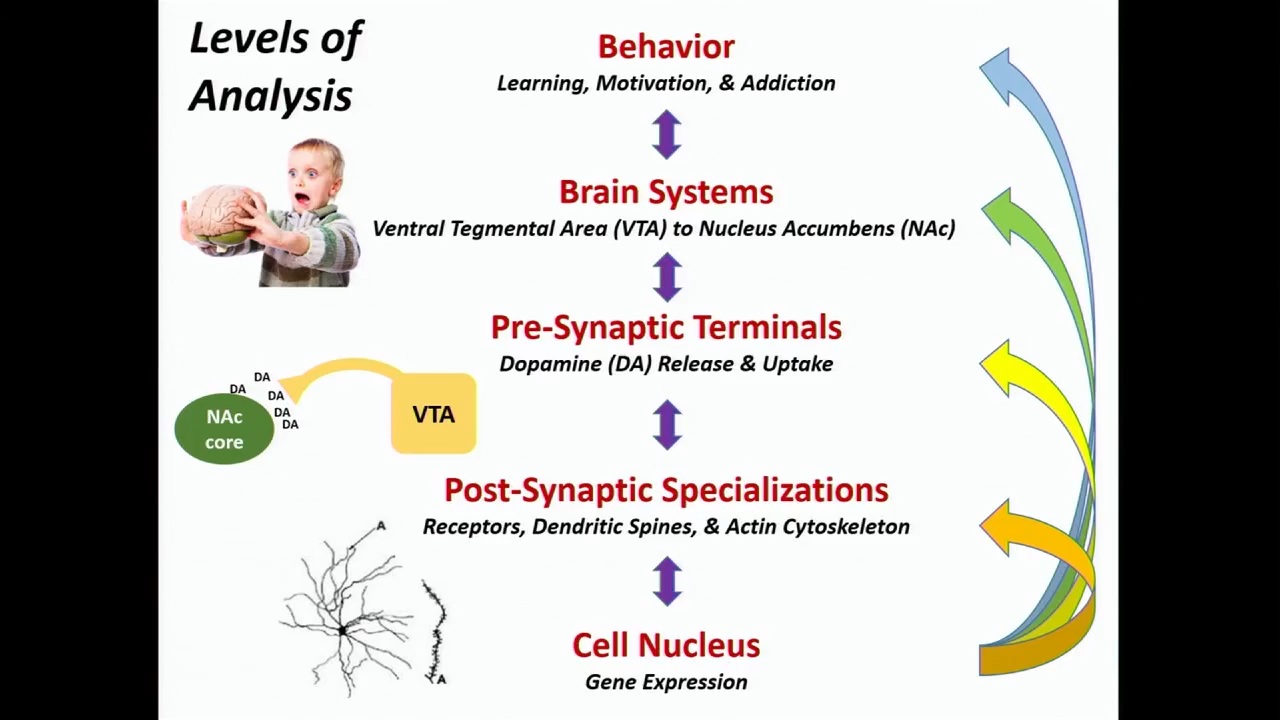 Levels of
Analysis
Behavior
Learning, Motivation, & Addiction
Brain Systems
Ventral Tegmental Area (VTA) to Nucleus Accumbens (NAc)
Pre-Synaptic Terminals
Dopamine (DA) Release & Uptake
DA
DA
DA
DA
DA
NAc
core
VTA
Post-Synaptic Specializations
Receptors, Dendritic Spines, & Actin Cytoskeleton
A
A
Cell Nucleus
Gene Expression